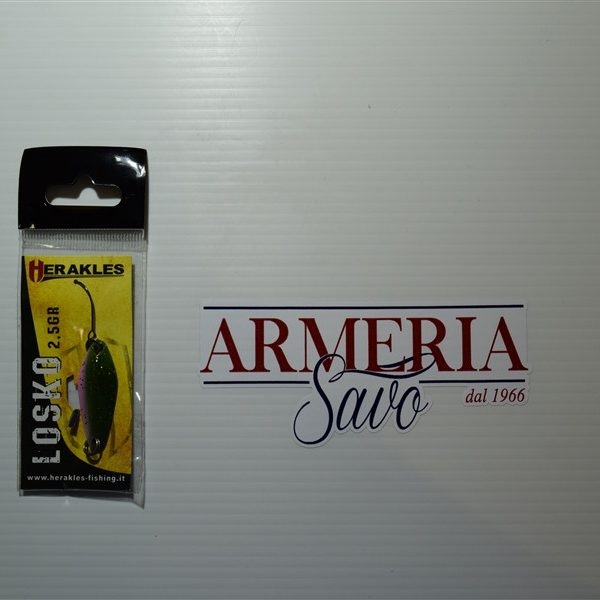 HERAKLES
LOSKO 2.5GR
www.herakles-fishing.it
ARMERIA
Savo
dal 1966